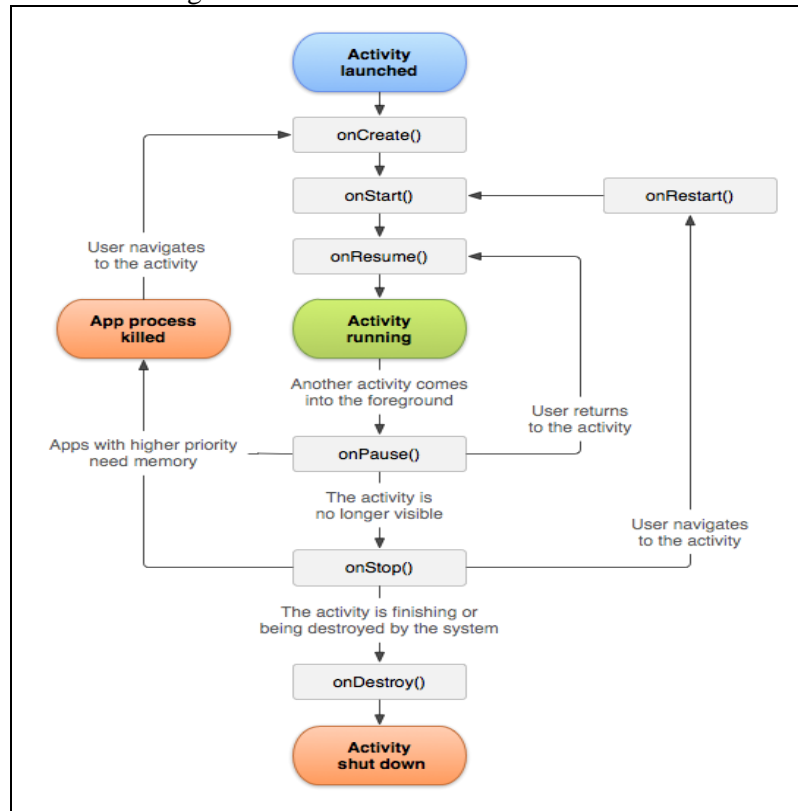 Activity
launched
onCreate()
onStart()
onRestart()
User navigates
to the activity
onResume()
App process
killed
Activity
running
Another activity comes
into the foreground
User returns
to the activity
Apps with higher priority
need memory
onPause()
The activity is
no longer visible
User navigates
to the activity
onStop()
The activity is finishing or
being destroyed by the system
onDestroy()
Activity
shut down